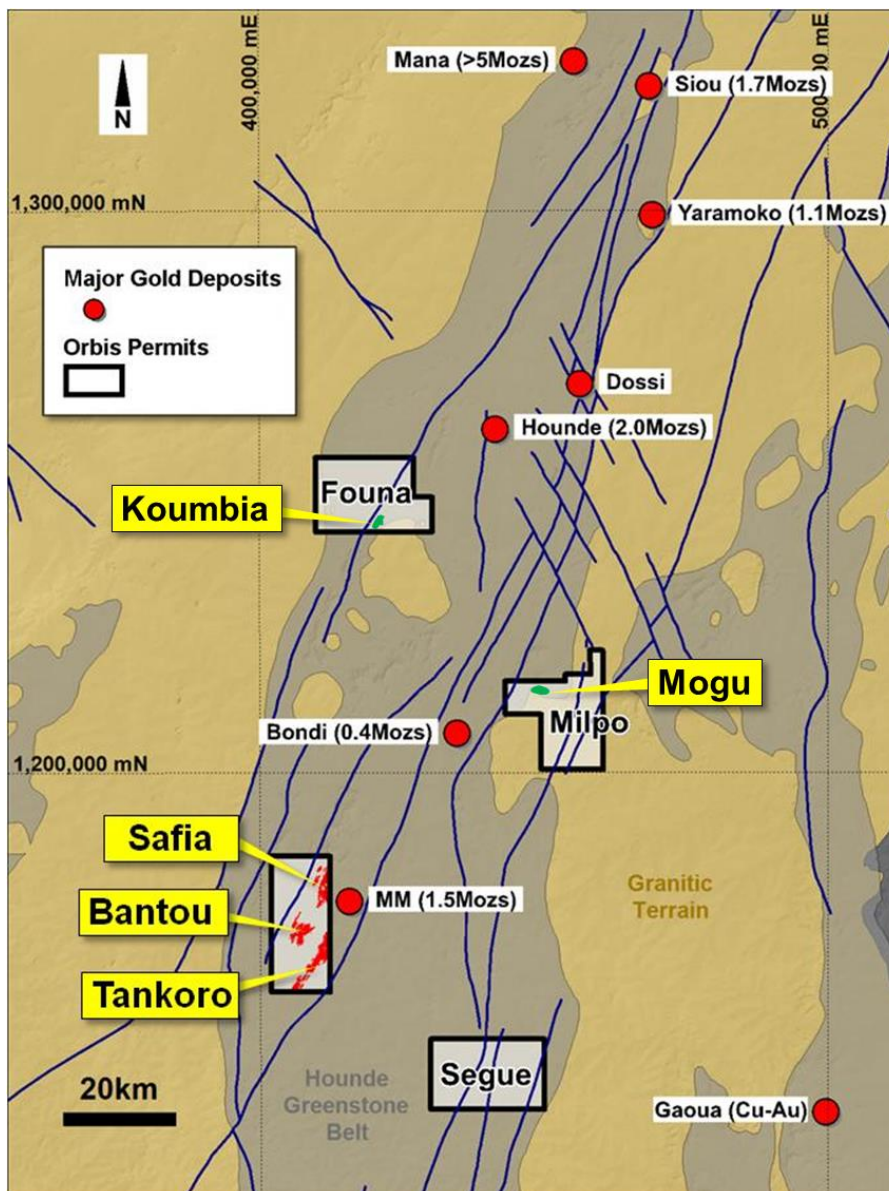 N
400,000 mE
500,000 mE
Mana (>5Mozs)
Siou (1.7Mozs)
1,300,000 mN
Yaramoko (1.1Mozs)
Major Gold Deposits
Orbis Permits
Dossi
Hounde (2.0Mozs)
Founa
Koumbia
Mogu
Milpo
Bondi (0.4Mozs)
1,200,000 mN
Safia
MM (1.5Mozs)
Granitic
Terrain
Bantou
Tankoro
Segue
20km
Hounde
Greenstone
Belt
Gaoua (Cu-Au)